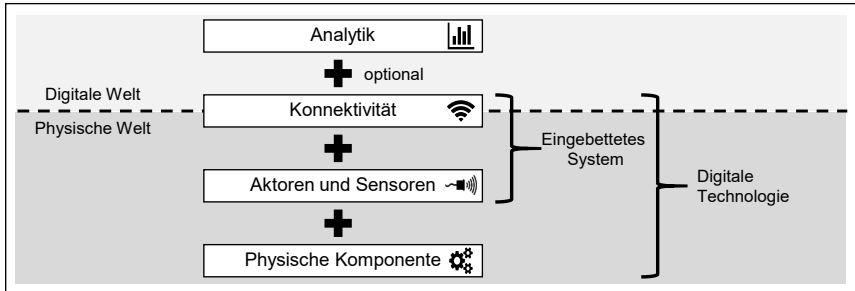 Analytik
optional
Digitale Welt
Konnektivität
Physische Welt
Eingebettetes
System
Aktoren und Sensoren
Digitale
Technologie
Physische Komponente